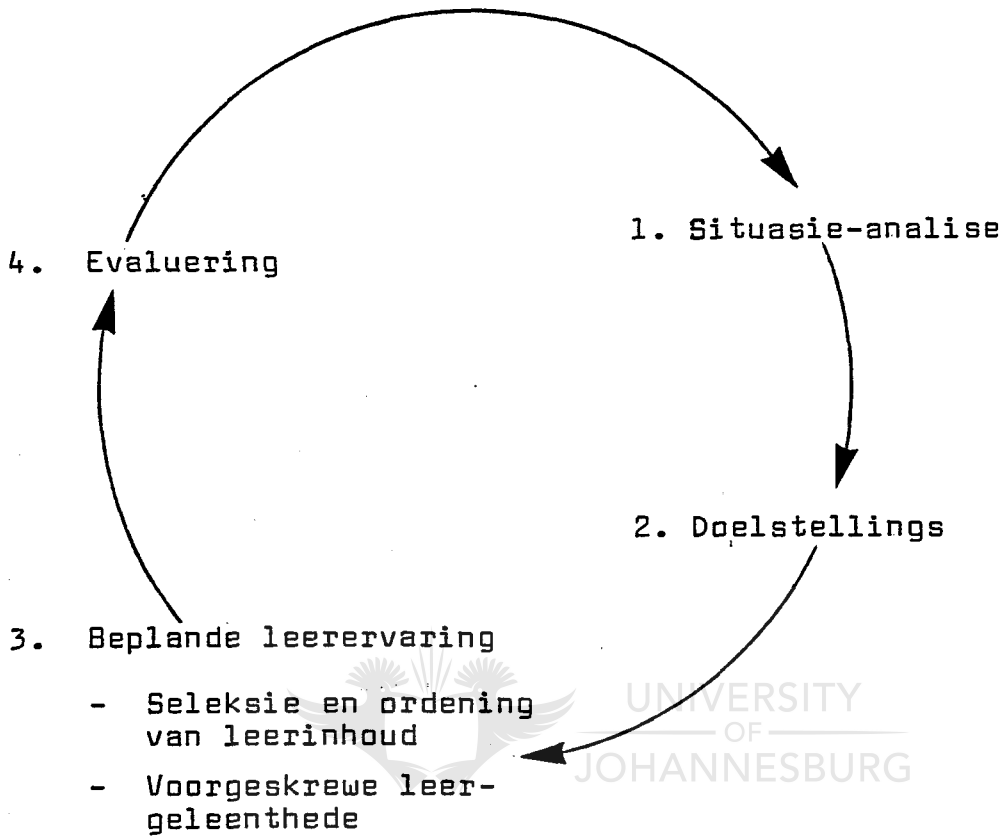 1. Situasie-analise
2. Doelstellings
3. Beplande leerervaring
- Seleksie en ordening
van leerinhoud
- Voorgeskrewe leer-
geleenthede
4. Evaluering
UNIVERSITY
OF
JOHANNESBURG